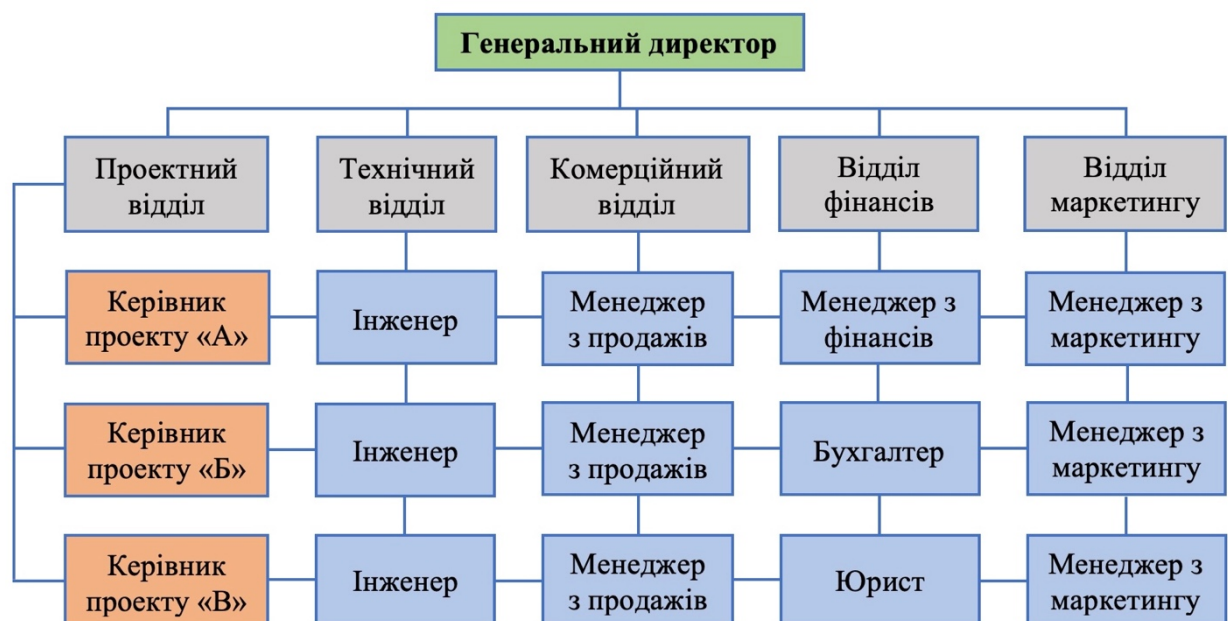 Генеральний директор
Проектний
відділ
Технічний
відділ
Комерційний
відділ
Відділ
фінансів
Відділ
маркетингу
Керівник
проекту «А»
Інженер
Менеджер
з продажів
Менеджер з
фінансів
Менеджер з
маркетингу
Керівник
проекту «Б»
Інженер
Менеджер
з продажів
Бухгалтер
Менеджер з
маркетингу
Керівник
проекту «В»
Інженер
Менеджер
з продажів
Юрист
Менеджер з
маркетингу